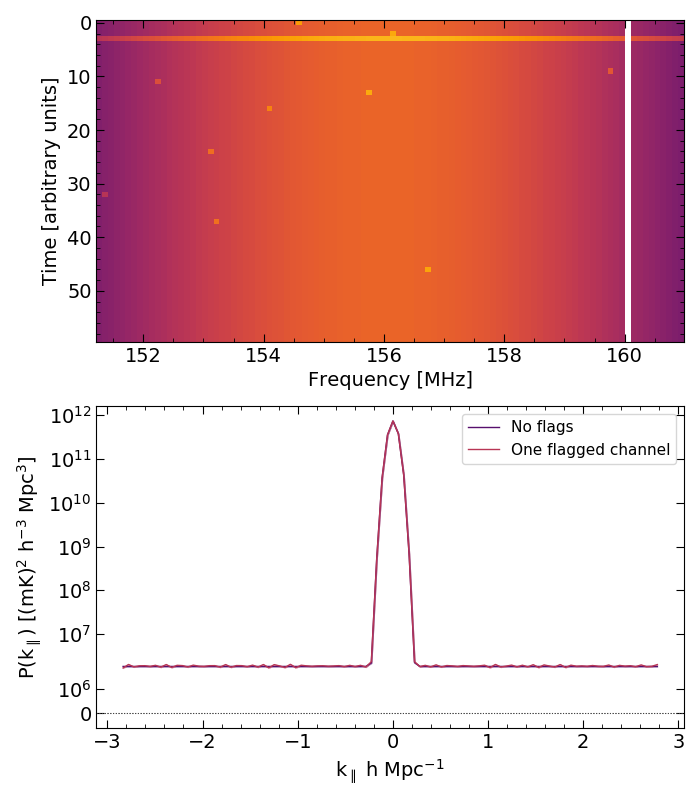 0
10
20
30
40
50
Time [arbitrary units]
152 154 156 158 160
Frequency [MHz]
10¹²
10¹¹
10¹⁰
10⁹
10⁸
10⁷
10⁶
0
P(k∥) [(mK)² h⁻³ Mpc³]
No flags
One flagged channel
−3 −2 −1 0 1 2 3
k∥ h Mpc⁻¹